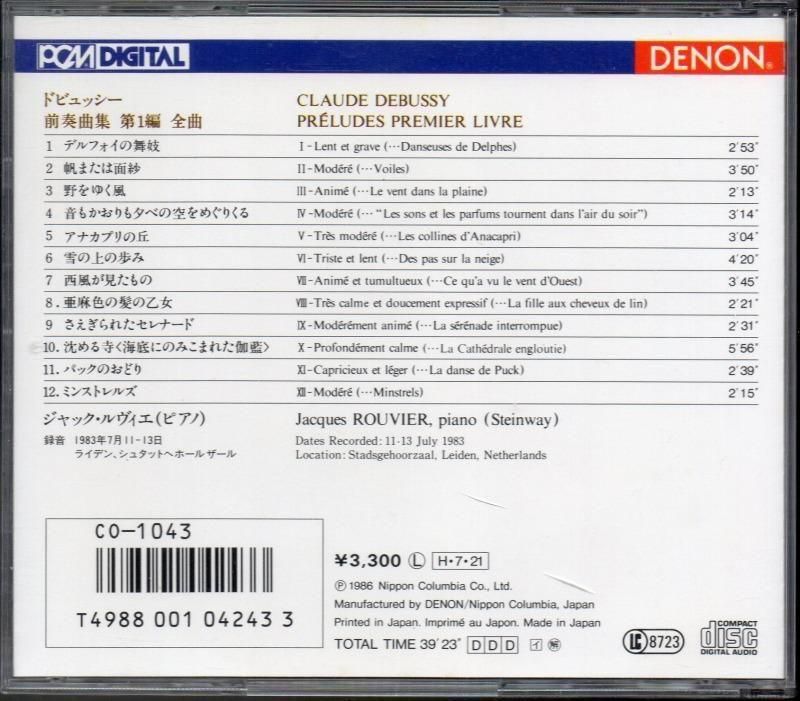 PCM DIGITAL
DENON®
ドビュッシー CLAUDE DEBUSSY
前奏曲集 第1編 全曲 PRÉLUDES PREMIER LIVRE
1 デルフォイの舞妓 I-Lent et grave (…Danseuses de Delphes) 2'53"
2 帆または面紗 II-Modéré (…Voiles) 3'50"
3 野をゆく風 III-Animé (…Le vent dans la plaine) 2'13"
4 音もかおりも夕べの空をめぐりくる IV-Modéré (…"Les sons et les parfums tournent dans l'air du soir") 3'14"
5 アナカプリの丘 V-Très modéré (…Les collines d'Anacapri) 3'04"
6 雪の上の歩み VI-Triste et lent (…Des pas sur la neige) 4'20"
7 西風が見たもの VII-Animé et tumultueux (…Ce qu'a vu le vent d'Ouest) 3'45"
8. 亜麻色の髪の乙女 VIII-Très calme et doucement expressif (…La fille aux cheveux de lin) 2'21"
9 さえぎられたセレナード IX-Modérément animé (…La sérénade interrompue) 2'31"
10. 沈める寺〈海底にのみこまれた伽藍〉 X-Profondément calme (…La Cathédrale engloutie) 5'56"
11. パックのおどり XI-Capricieux et léger (…La danse de Puck) 2'39"
12. ミンストレルズ XII-Modéré (…Minstrels) 2'15"
ジャック・ルヴィエ(ピアノ) Jacques ROUVIER, piano (Steinway)
録音 1983年7月11-13日 Dates Recorded: 11-13 July 1983
ライデン、シュタットヘホールザール Location: Stadsgehoorzaal, Leiden, Netherlands
CO-1043
T4988 001 04243 3
¥3,300 Ⓛ H・7・21
Ⓟ 1986 Nippon Columbia Co., Ltd.
Manufactured by DENON/Nippon Columbia, Japan
Printed in Japan. Imprimé au Japon. Made in Japan
TOTAL TIME 39'23" DDD イ 解
LC 8723
COMPACT disc DIGITAL AUDIO